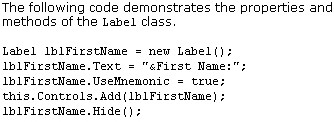 The following code demonstrates the properties and
methods of the Label class.
Label lblFirstName = new Label();
lblFirstName.Text = "&First Name:";
lblFirstName.UseMnemonic = true;
this.Controls.Add(lblFirstName);
lblFirstName.Hide();